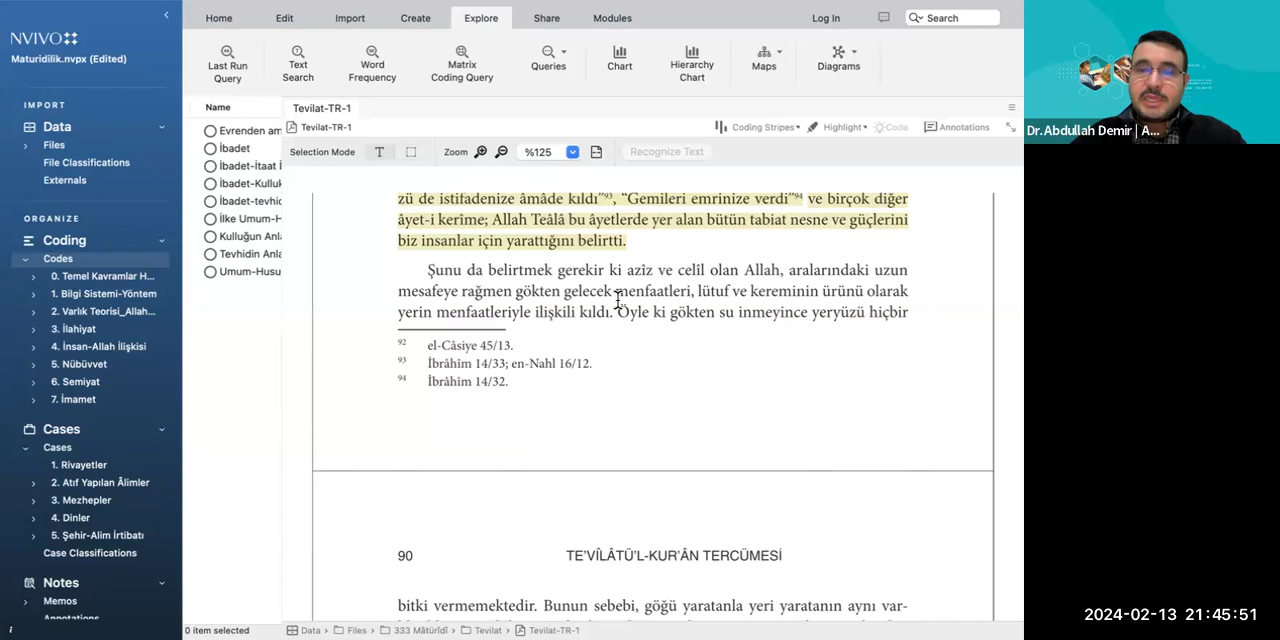 NVIVO
Maturidilik.nvpx (Edited)
IMPORT
Data
Files
File Classifications
Externals
ORGANIZE
Coding
Codes
0. Temel Kavramlar H...
1. Bilgi Sistemi-Yöntem
2. Varlık Teorisi_Allah...
3. İlahiyat
4. İnsan-Allah İlişkisi
5. Nübüvvet
6. Semiyat
7. İmamet
Cases
Cases
1. Rivayetler
2. Atıf Yapılan Âlimler
3. Mezhepler
4. Dinler
5. Şehir-Alim İrtibatı
Case Classifications
Notes
Memos
Annotations
Home Edit Import Create Explore Share Modules Log In Search
Last Run Query
Text Search
Word Frequency
Matrix Coding Query
Queries
Chart
Hierarchy Chart
Maps
Diagrams
Name
Evrenden am
İbadet
İbadet-İtaat İ
İbadet-Kulluk
İbadet-tevhic
İlke Umum-H
Kulluğun Anla
Tevhidin Anla
Umum-Husu
Tevilat-TR-1
Tevilat-TR-1 Coding Stripes Highlight Code Annotations
Selection Mode Zoom %125 Recognize Text
zü de istifadenize âmâde kıldı”93, “Gemileri emrinize verdi”94 ve birçok diğer
âyet-i kerîme; Allah Teâlâ bu âyetlerde yer alan bütün tabiat nesne ve güçlerini
biz insanlar için yarattığını belirtti.
Şunu da belirtmek gerekir ki azîz ve celîl olan Allah, aralarındaki uzun
mesafeye rağmen gökten gelecek menfaatleri, lütuf ve kereminin ürünü olarak
yerin menfaatleriyle ilişkili kıldı. Öyle ki gökten su inmeyince yeryüzü hiçbir
92 el-Câsiye 45/13.
93 İbrâhîm 14/33; en-Nahl 16/12.
94 İbrâhîm 14/32.
90 TE’VÎLÂTÜ’L-KUR’ÂN TERCÜMESİ
bitki vermemektedir. Bunun sebebi, göğü yaratanla yeri yaratanın aynı var-
0 item selected Data Files 333 Mâtürîdî Tevilat Tevilat-TR-1
Dr.Abdullah Demir | A...
2024-02-13 21:45:51